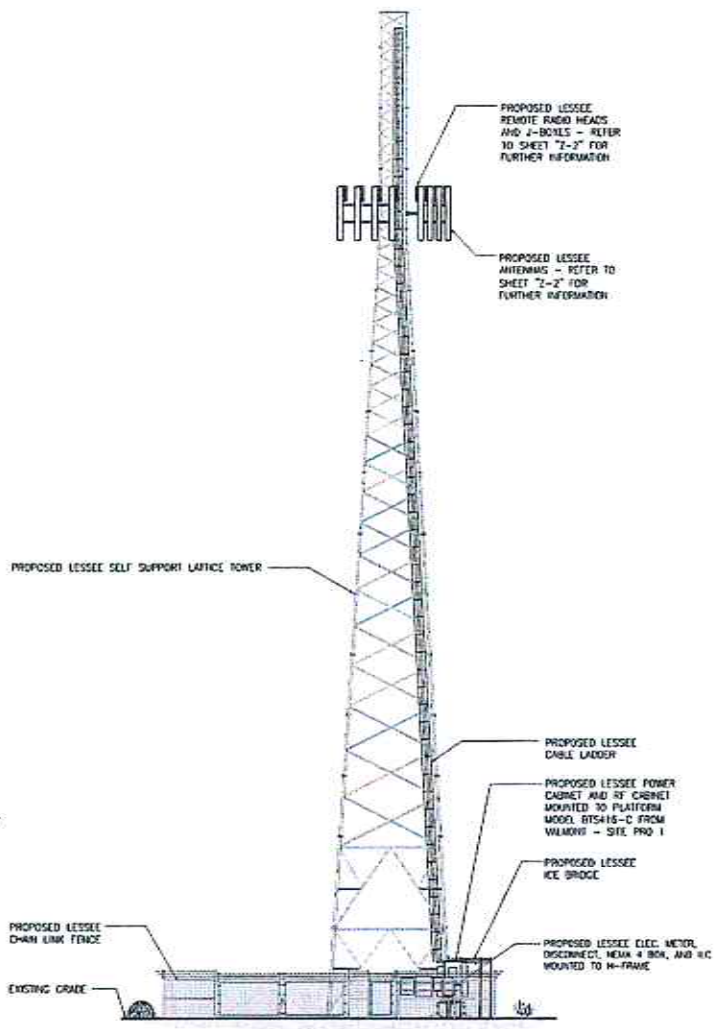 PROPOSED LESSEE
REMOTE RADIO HEADS
AND J-BOXES - REFER
TO SHEET "Z-2" FOR
FURTHER INFORMATION
PROPOSED LESSEE
ANTENNAS - REFER TO
SHEET "Z-2" FOR
FURTHER INFORMATION
PROPOSED LESSEE SELF SUPPORT LATTICE TOWER
PROPOSED LESSEE
CABLE LADDER
PROPOSED LESSEE POWER
CABINET AND RF CABINET
MOUNTED TO PLATFORM
MODEL BTS416-C FROM
VALMONT - SITE PRO 1
PROPOSED LESSEE
ICE BRIDGE
PROPOSED LESSEE
CHAIN LINK FENCE
PROPOSED LESSEE ELEC. METER,
DISCONNECT, NEMA 4 BOX, AND ILC
MOUNTED TO H-FRAME
EXISTING GRADE